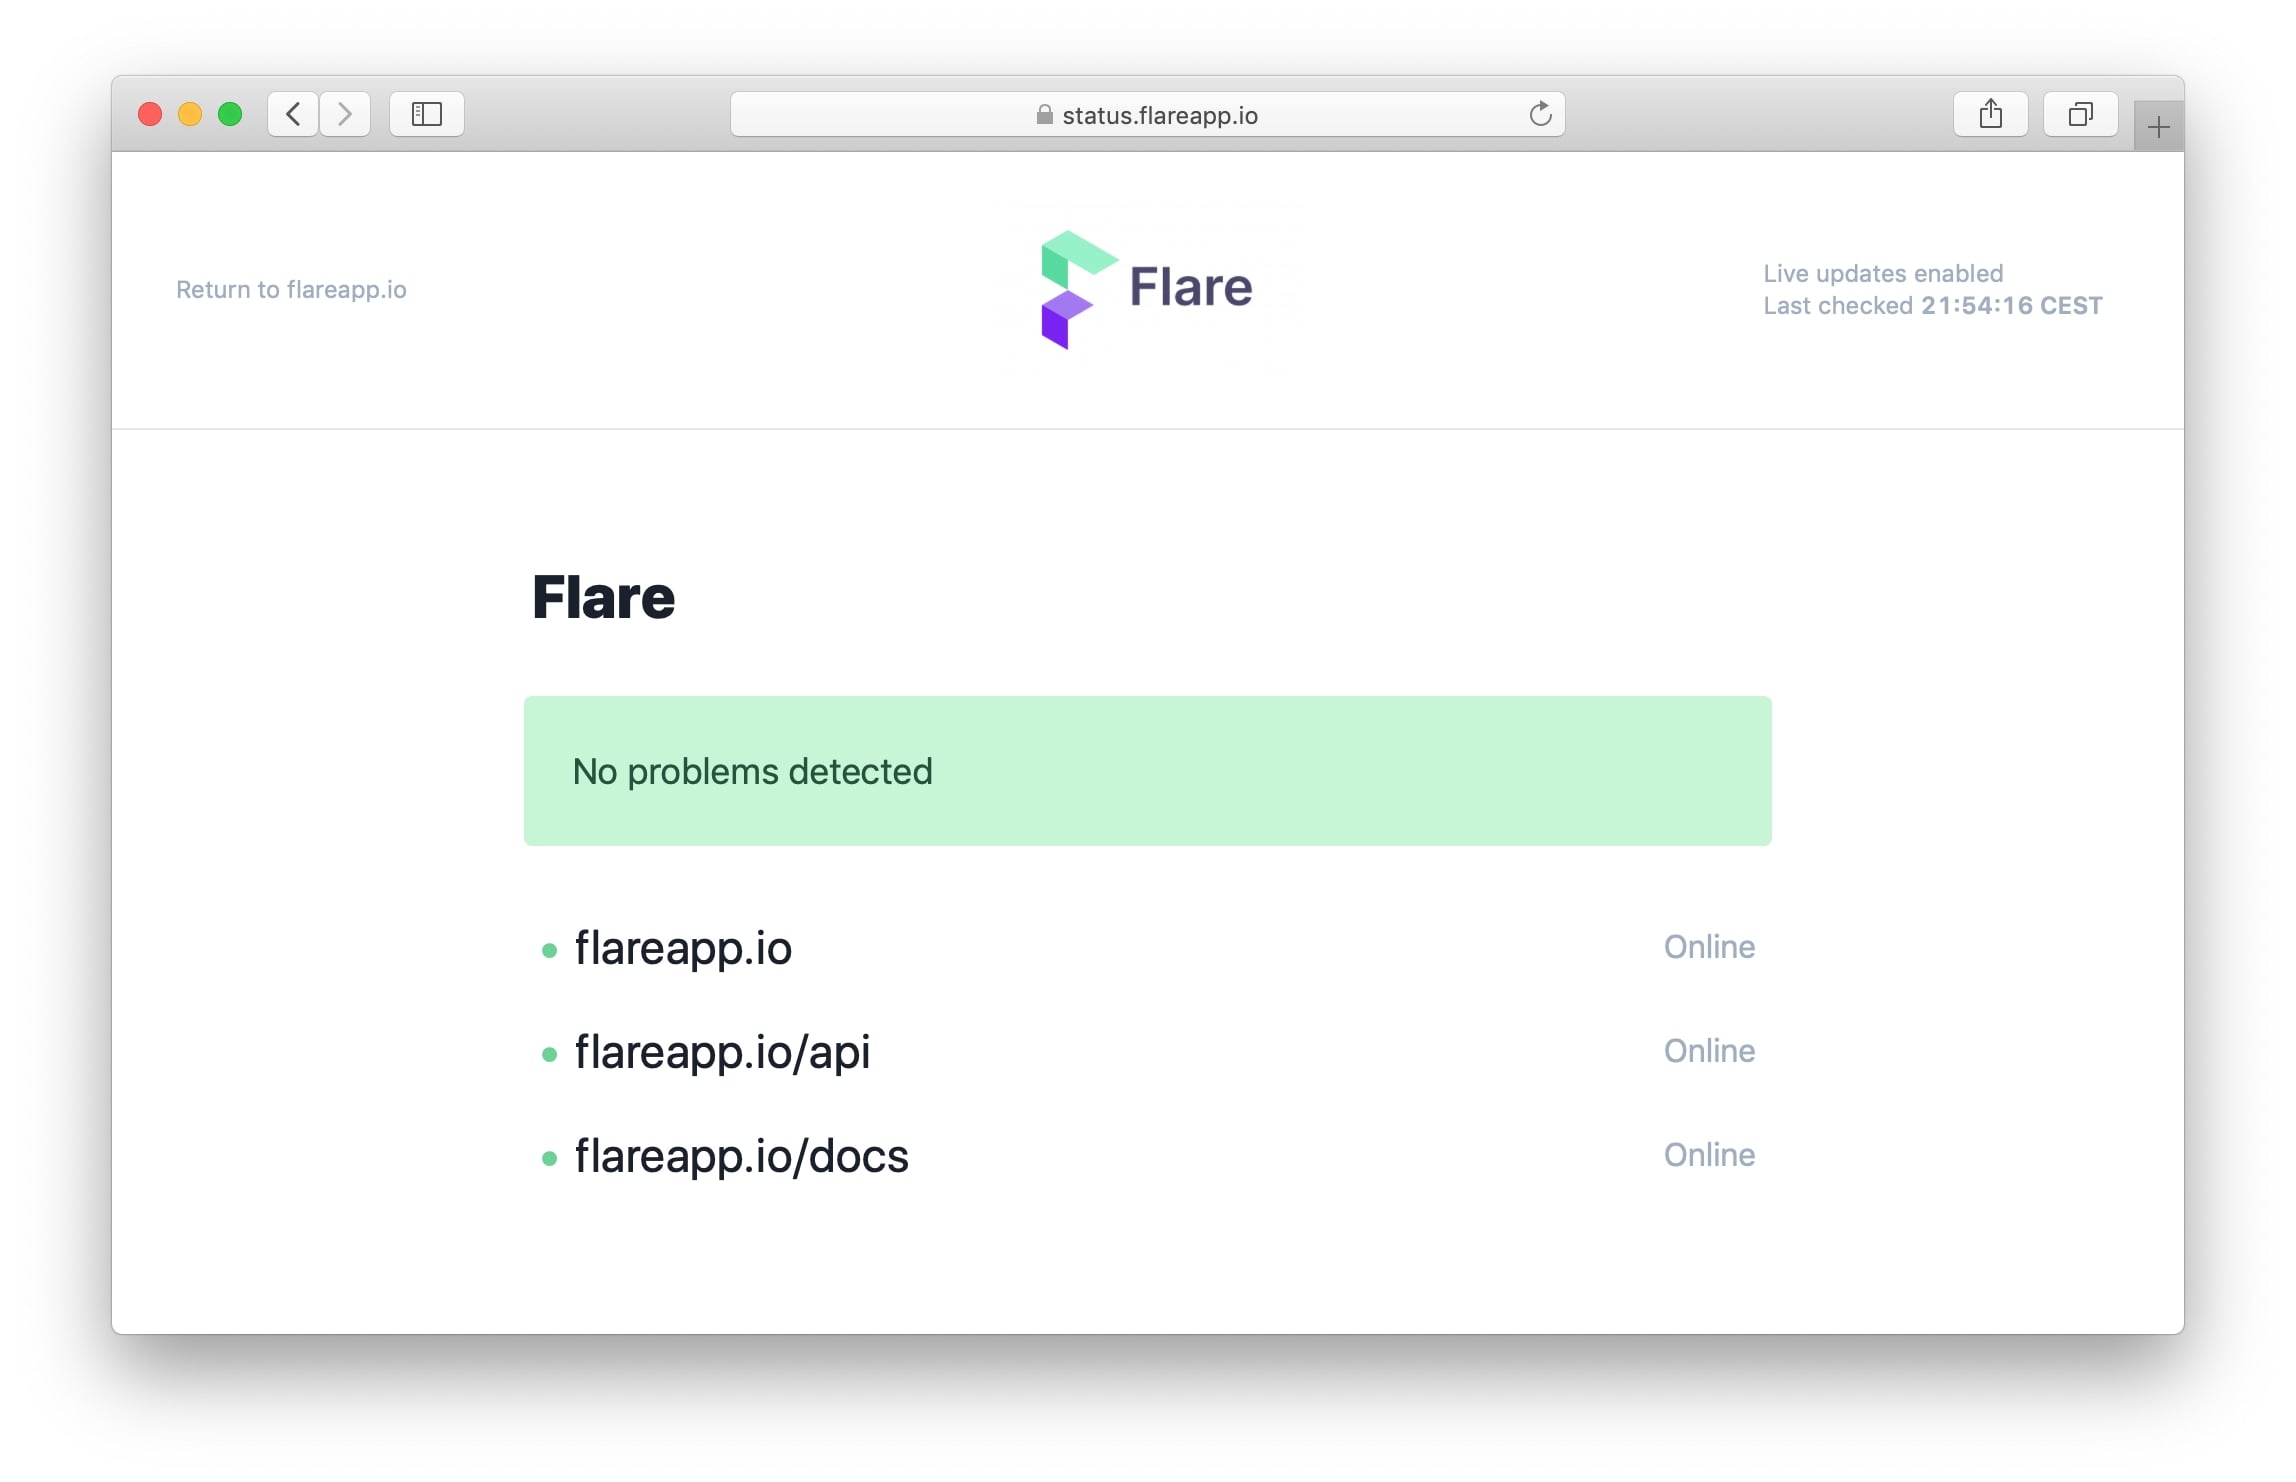 status.flareapp.io
Return to flareapp.io
Flare
Live updates enabled
Last checked 21:54:16 CEST
Flare
No problems detected
flareapp.io
Online
flareapp.io/api
Online
flareapp.io/docs
Online